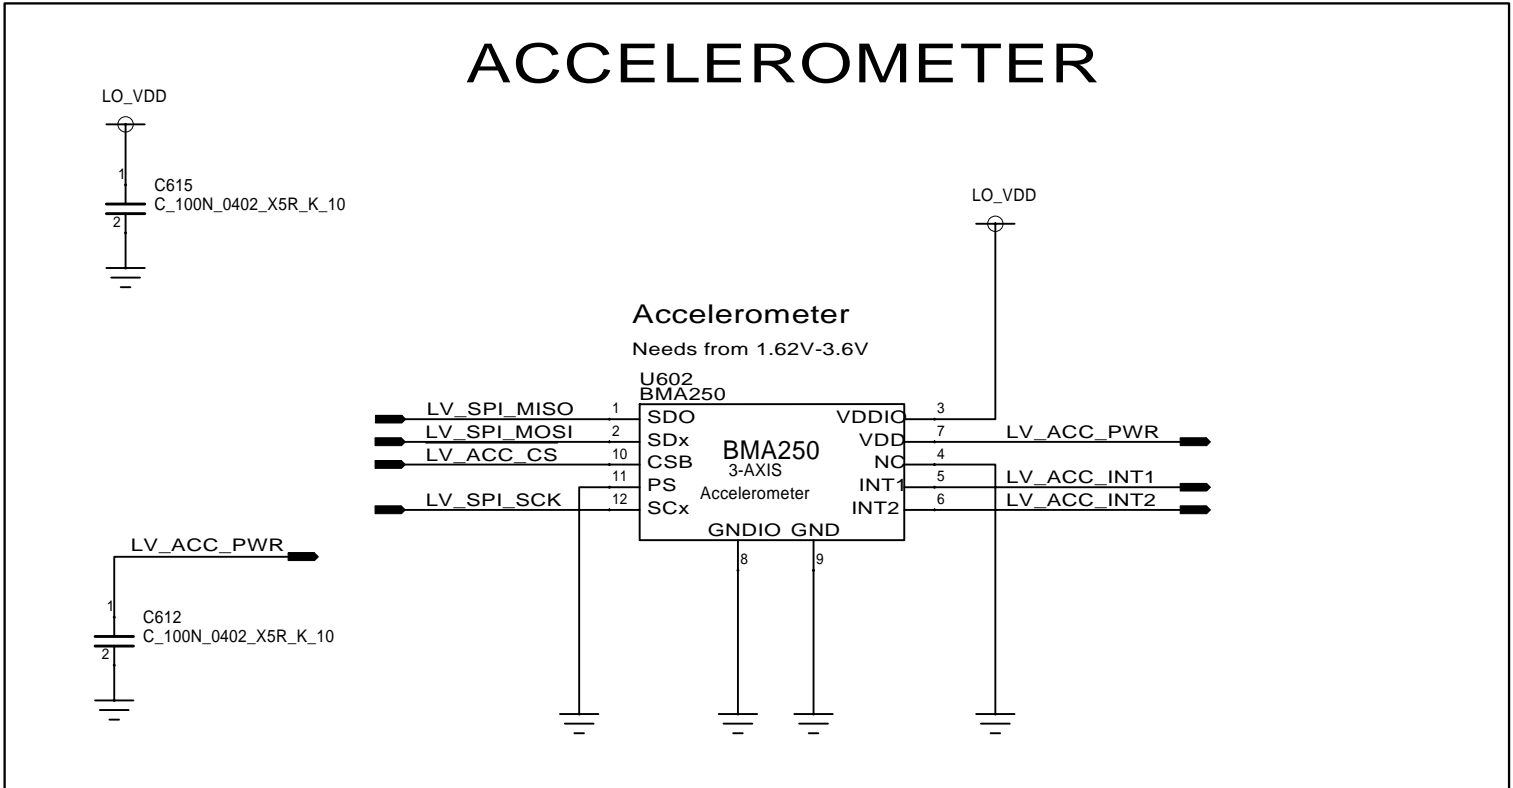 ACCELEROMETER
LO_VDD
1
C615
C_100N_0402_X5R_K_10
2
LO_VDD
Accelerometer
Needs from 1.62V-3.6V
U602
BMA250
LV_SPI_MISO 1 SDO VDDIO 3
LV_SPI_MOSI 2 SDx VDD 7 LV_ACC_PWR
LV_ACC_CS 10 CSB BMA250 NC 4
3-AXIS
11 PS INT1 5 LV_ACC_INT1
Accelerometer
LV_SPI_SCK 12 SCx INT2 6 LV_ACC_INT2
GNDIO GND
8 9
LV_ACC_PWR
1
C612
C_100N_0402_X5R_K_10
2